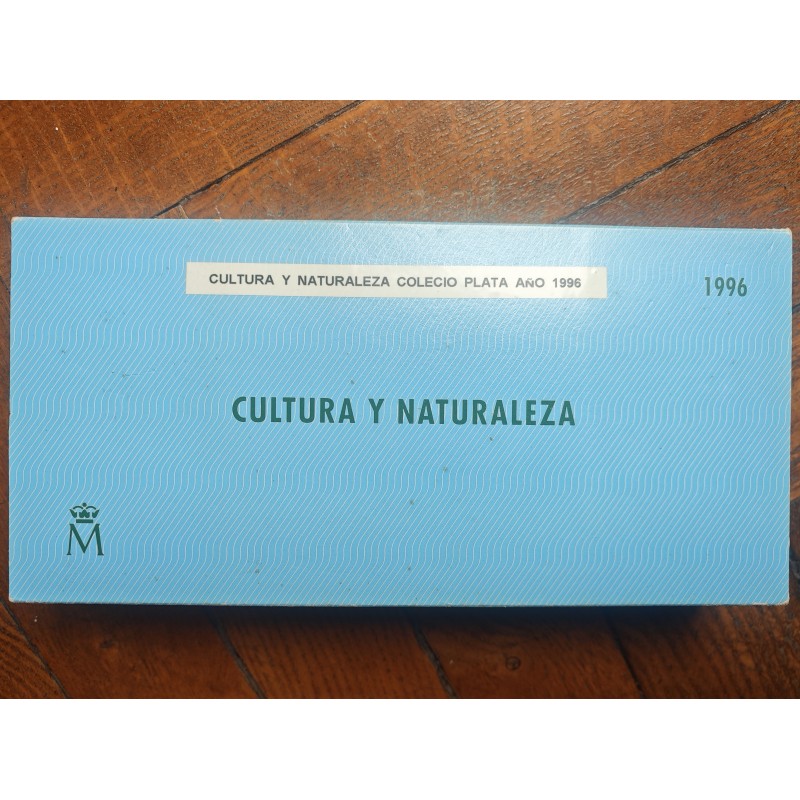 CULTURA Y NATURALEZA COLECIO PLATA AÑO 1996
1996
CULTURA Y NATURALEZA
M